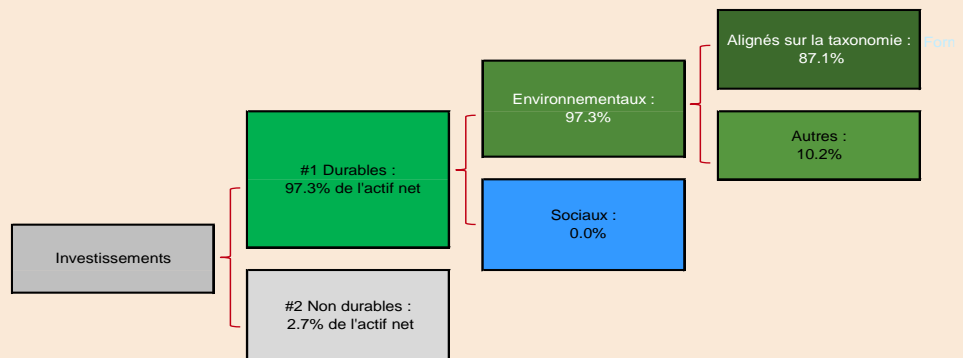 Alignés sur la taxonomie :
87.1%
Fom
Environnementaux :
97.3%
Autres :
10.2%
#1 Durables :
97.3% de l'actif net
Sociaux :
0.0%
Investissements
#2 Non durables :
2.7% de l'actif net